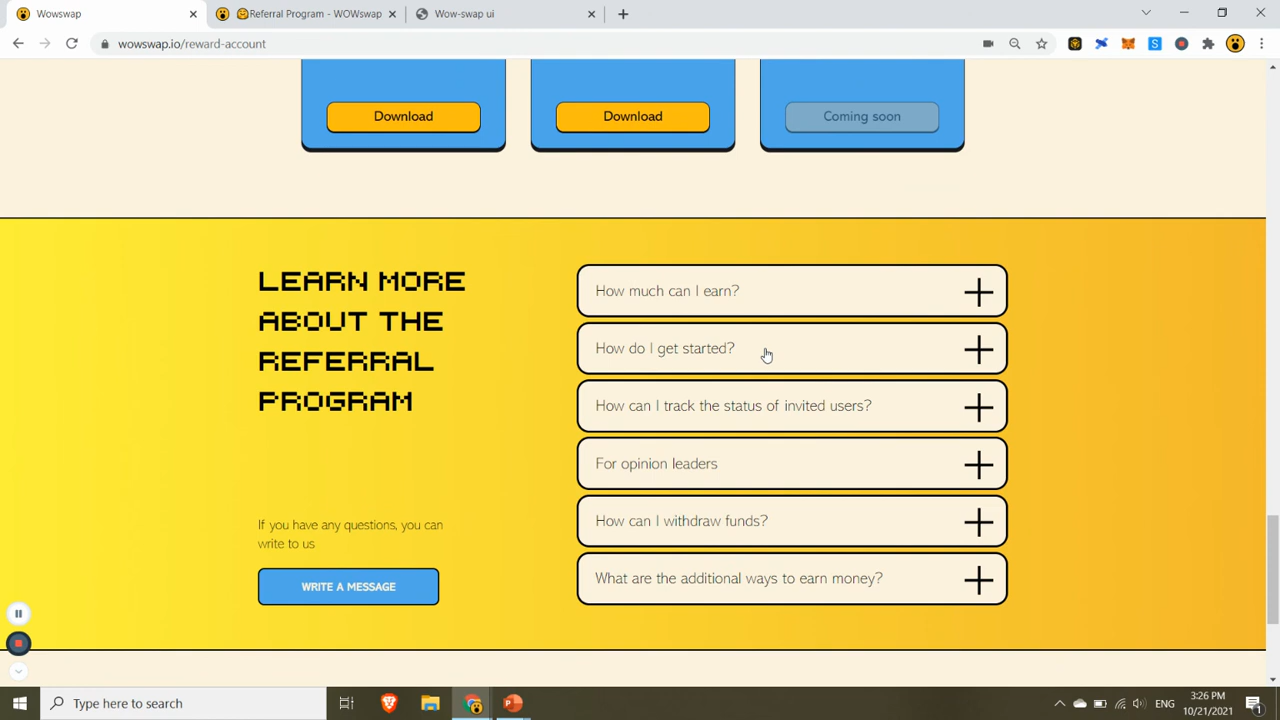 Wowswap
Referral Program - WOWswap
Wow-swap ui
wowswap.io/reward-account
Download
Download
Coming soon
LEARN MORE
ABOUT THE
REFERRAL
PROGRAM
If you have any questions, you can
write to us
WRITE A MESSAGE
How much can I earn?
How do I get started?
How can I track the status of invited users?
For opinion leaders
How can I withdraw funds?
What are the additional ways to earn money?
Type here to search
ENG
3:26 PM
10/21/2021